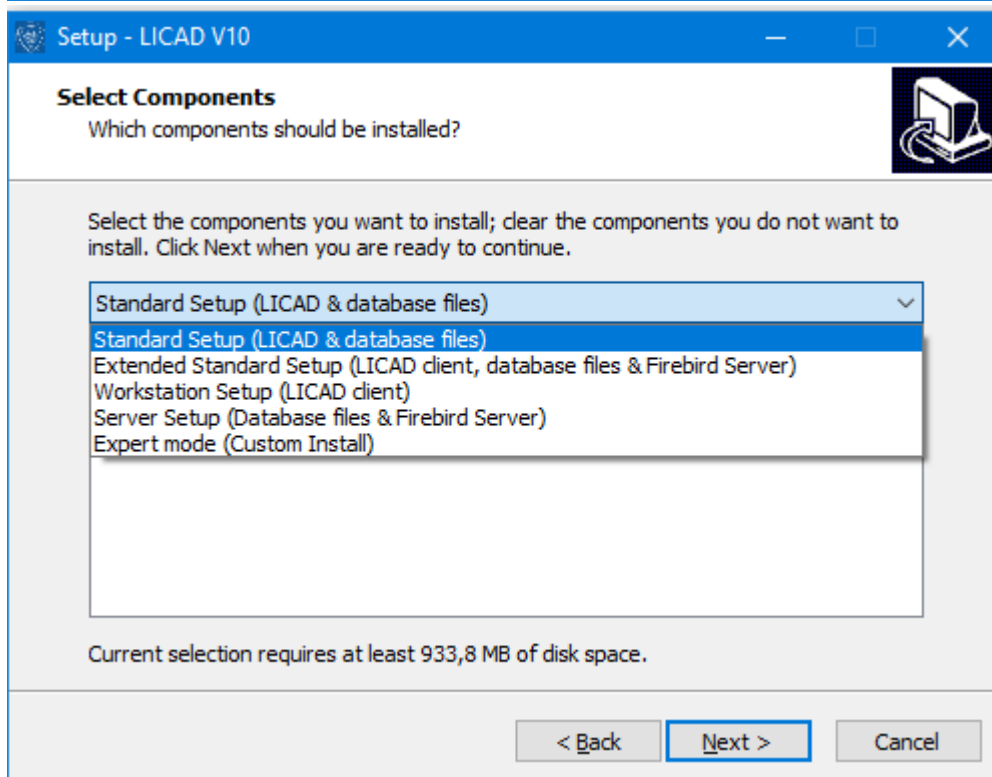 Setup - LICAD V10
Select Components
Which components should be installed?
Select the components you want to install; clear the components you do not want to
install. Click Next when you are ready to continue.
Standard Setup (LICAD & database files)
Standard Setup (LICAD & database files)
Extended Standard Setup (LICAD client, database files & Firebird Server)
Workstation Setup (LICAD client)
Server Setup (Database files & Firebird Server)
Expert mode (Custom Install)
Current selection requires at least 933,8 MB of disk space.
< Back
Next >
Cancel